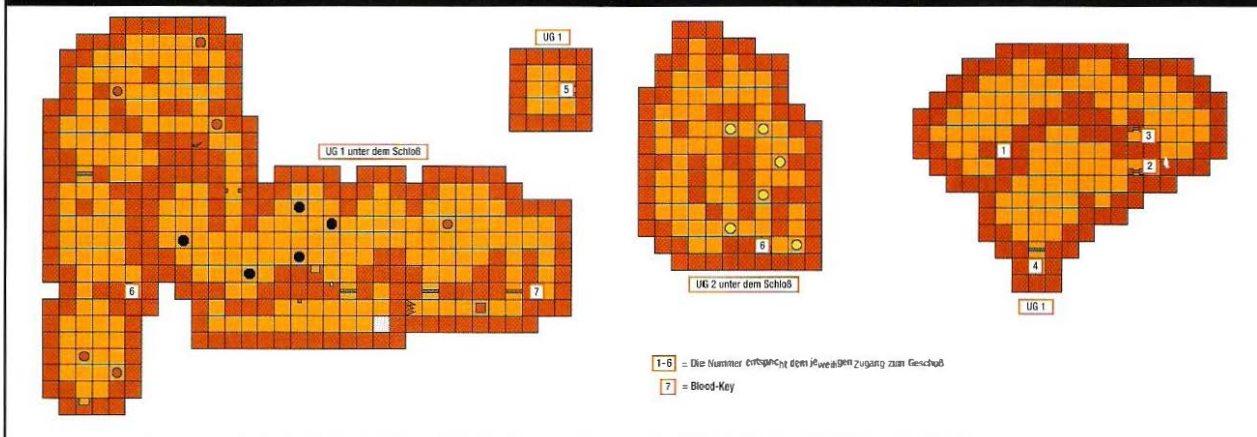 UG 1
5
UG 1 unter dem Schloß
3
1
2
6
UG 2 unter dem Schloß
4
6
7
UG 1
1-6 = Die Nummer entspricht dem jeweiligen Zugang zum Geschoß
7 = Blood-Key